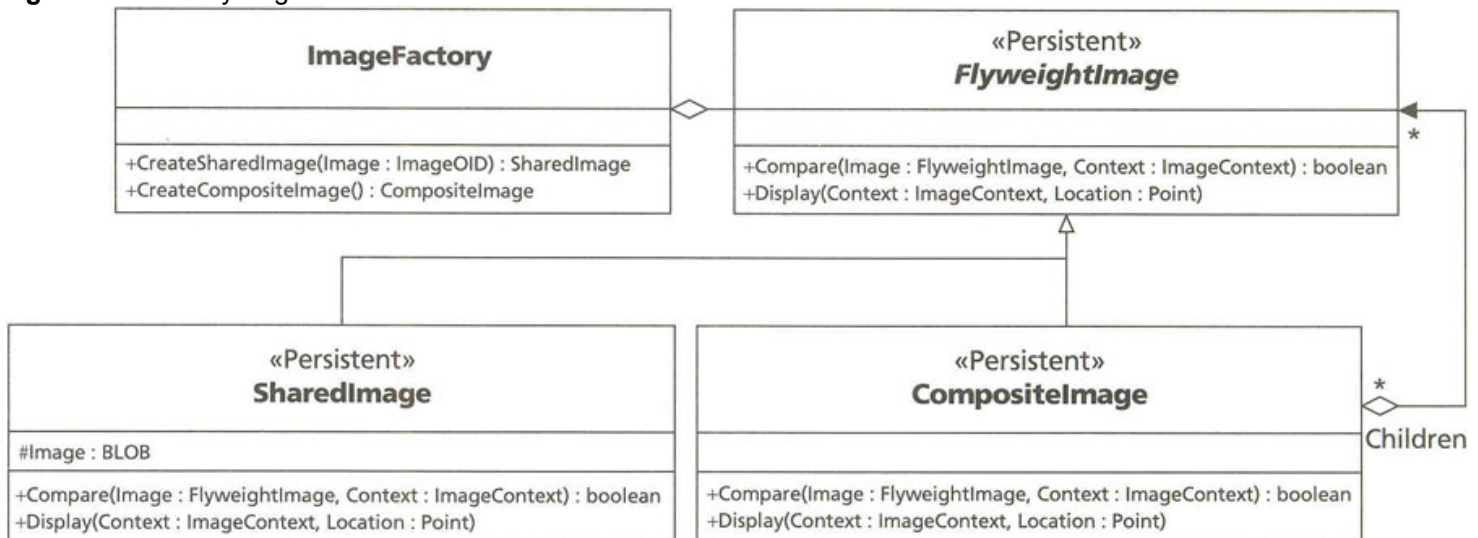 ImageFactory
+CreateSharedImage(Image : ImageOID) : SharedImage
+CreateCompositeImage() : CompositeImage
«Persistent»
FlyweightImage
+Compare(Image : FlyweightImage, Context : ImageContext) : boolean
+Display(Context : ImageContext, Location : Point)
*
«Persistent»
SharedImage
#Image : BLOB
+Compare(Image : FlyweightImage, Context : ImageContext) : boolean
+Display(Context : ImageContext, Location : Point)
«Persistent»
CompositeImage
+Compare(Image : FlyweightImage, Context : ImageContext) : boolean
+Display(Context : ImageContext, Location : Point)
*
Children